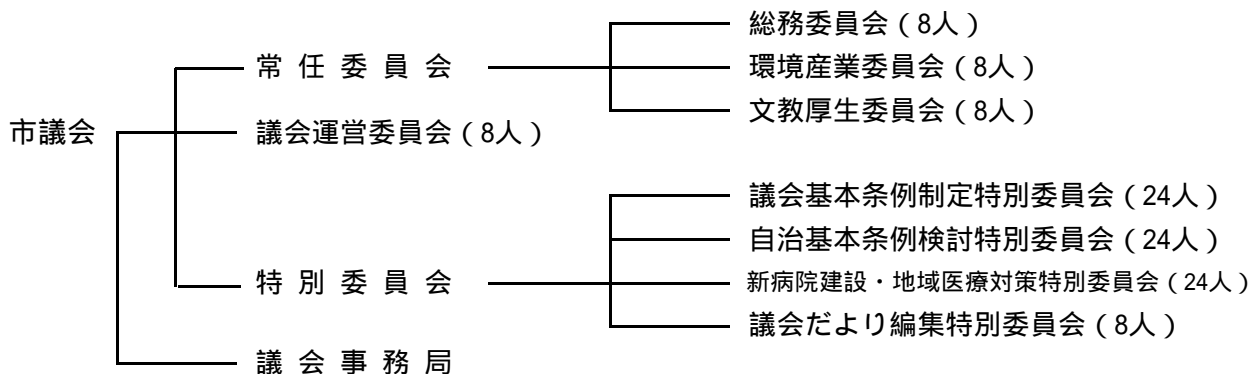 総務委員会(8人)
常任委員会
環境産業委員会(8人)
文教厚生委員会(8人)
市議会
議会運営委員会(8人)
議会基本条例制定特別委員会(24人)
自治基本条例検討特別委員会(24人)
特別委員会
新病院建設・地域医療対策特別委員会(24人)
議会だより編集特別委員会(8人)
議会事務局